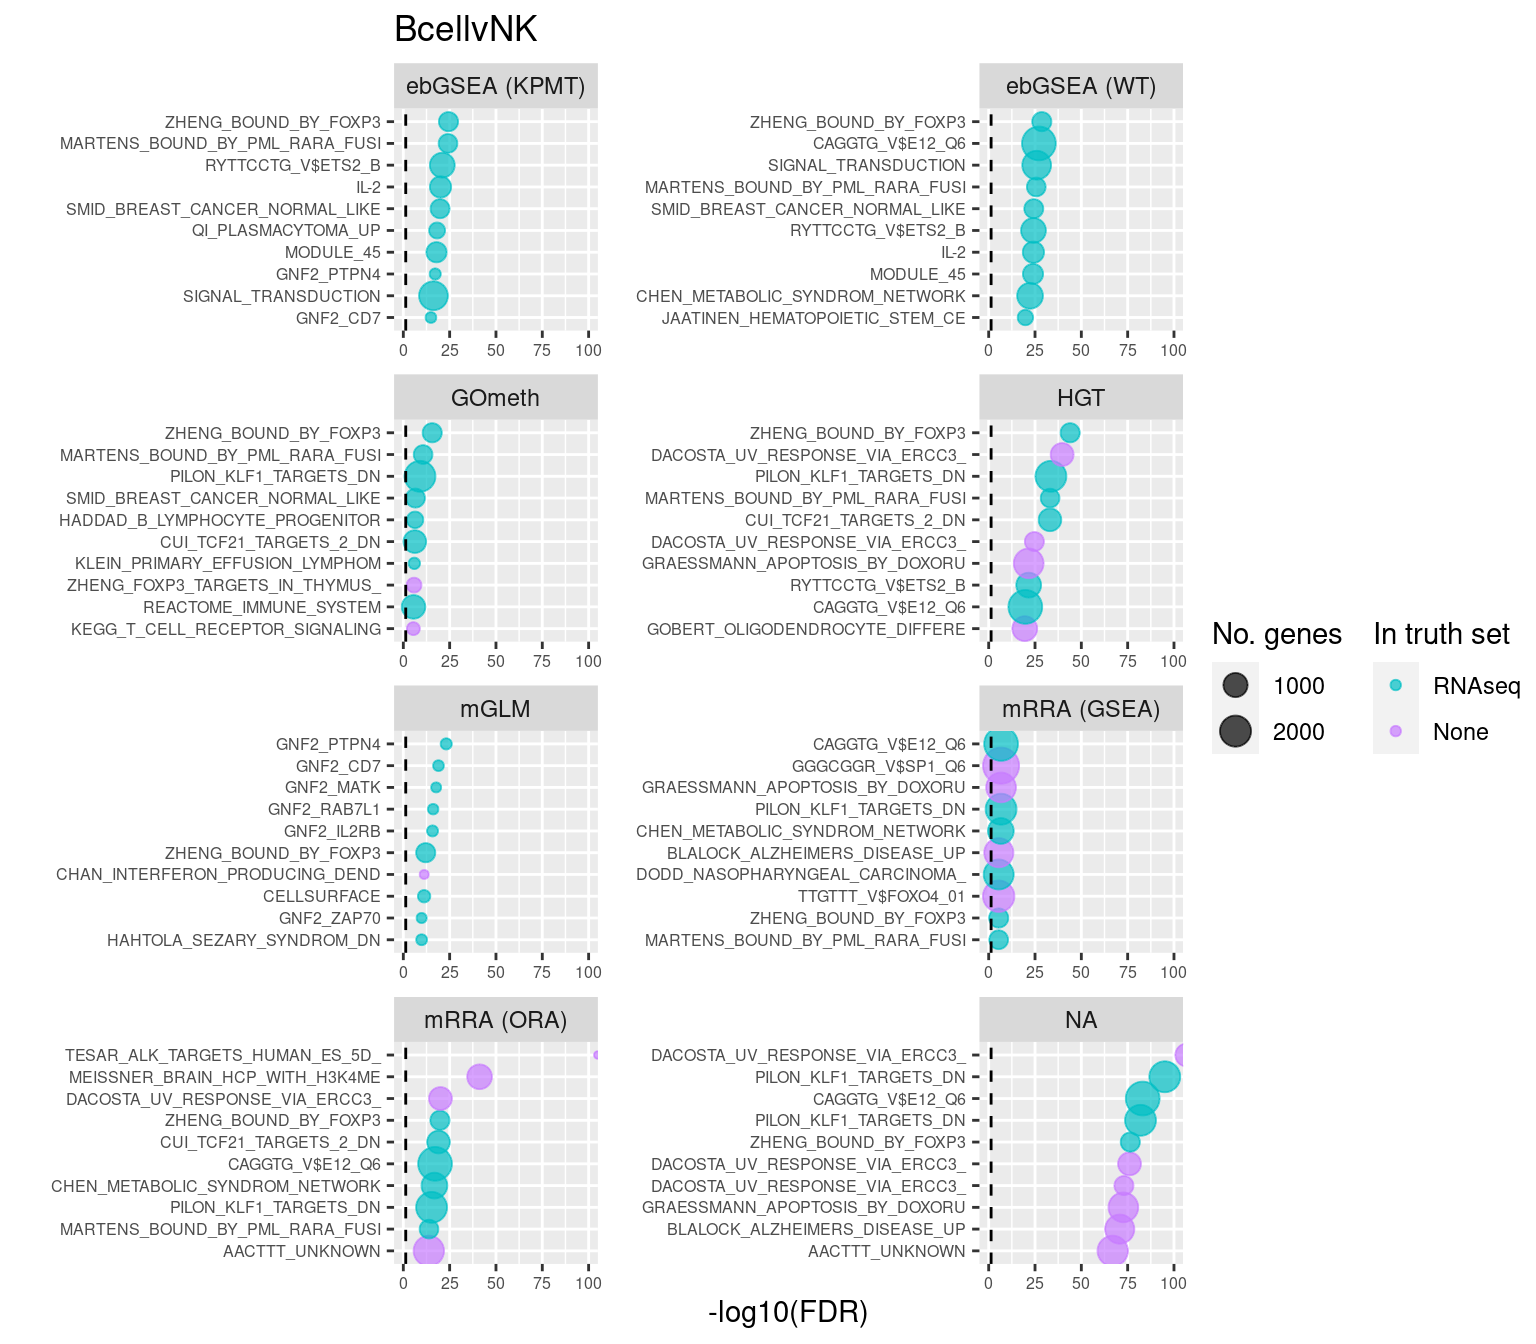 BcellvNK
ebGSEA (KPMT)
ZHENG_BOUND_BY_FOXP3
MARTENS_BOUND_BY_PML_RARA_FUSI
RYTTCCTG_V$ETS2_B
IL-2
SMID_BREAST_CANCER_NORMAL_LIKE
QI_PLASMACYTOMA_UP
MODULE_45
GNF2_PTPN4
SIGNAL_TRANSDUCTION
GNF2_CD7
0 25 50 75 100
ebGSEA (WT)
ZHENG_BOUND_BY_FOXP3
CAGGTG_V$E12_Q6
SIGNAL_TRANSDUCTION
MARTENS_BOUND_BY_PML_RARA_FUSI
SMID_BREAST_CANCER_NORMAL_LIKE
RYTTCCTG_V$ETS2_B
IL-2
MODULE_45
CHEN_METABOLIC_SYNDROM_NETWORK
JAATINEN_HEMATOPOIETIC_STEM_CE
0 25 50 75 100
GOmeth
ZHENG_BOUND_BY_FOXP3
MARTENS_BOUND_BY_PML_RARA_FUSI
PILON_KLF1_TARGETS_DN
SMID_BREAST_CANCER_NORMAL_LIKE
HADDAD_B_LYMPHOCYTE_PROGENITOR
CUI_TCF21_TARGETS_2_DN
KLEIN_PRIMARY_EFFUSION_LYMPHOM
ZHENG_FOXP3_TARGETS_IN_THYMUS_
REACTOME_IMMUNE_SYSTEM
KEGG_T_CELL_RECEPTOR_SIGNALING
0 25 50 75 100
HGT
ZHENG_BOUND_BY_FOXP3
DACOSTA_UV_RESPONSE_VIA_ERCC3_
PILON_KLF1_TARGETS_DN
MARTENS_BOUND_BY_PML_RARA_FUSI
CUI_TCF21_TARGETS_2_DN
DACOSTA_UV_RESPONSE_VIA_ERCC3_
GRAESSMANN_APOPTOSIS_BY_DOXORU
RYTTCCTG_V$ETS2_B
CAGGTG_V$E12_Q6
GOBERT_OLIGODENDROCYTE_DIFFERE
0 25 50 75 100
mGLM
GNF2_PTPN4
GNF2_CD7
GNF2_MATK
GNF2_RAB7L1
GNF2_IL2RB
ZHENG_BOUND_BY_FOXP3
CHAN_INTERFERON_PRODUCING_DEND
CELLSURFACE
GNF2_ZAP70
HAHTOLA_SEZARY_SYNDROM_DN
0 25 50 75 100
mRRA (GSEA)
CAGGTG_V$E12_Q6
GGGCGGR_V$SP1_Q6
GRAESSMANN_APOPTOSIS_BY_DOXORU
PILON_KLF1_TARGETS_DN
CHEN_METABOLIC_SYNDROM_NETWORK
BLALOCK_ALZHEIMERS_DISEASE_UP
DODD_NASOPHARYNGEAL_CARCINOMA_
TTGTTT_V$FOXO4_01
ZHENG_BOUND_BY_FOXP3
MARTENS_BOUND_BY_PML_RARA_FUSI
0 25 50 75 100
mRRA (ORA)
TESAR_ALK_TARGETS_HUMAN_ES_5D_
MEISSNER_BRAIN_HCP_WITH_H3K4ME
DACOSTA_UV_RESPONSE_VIA_ERCC3_
ZHENG_BOUND_BY_FOXP3
CUI_TCF21_TARGETS_2_DN
CAGGTG_V$E12_Q6
CHEN_METABOLIC_SYNDROM_NETWORK
PILON_KLF1_TARGETS_DN
MARTENS_BOUND_BY_PML_RARA_FUSI
AACTTT_UNKNOWN
0 25 50 75 100
NA
DACOSTA_UV_RESPONSE_VIA_ERCC3_
PILON_KLF1_TARGETS_DN
CAGGTG_V$E12_Q6
PILON_KLF1_TARGETS_DN
ZHENG_BOUND_BY_FOXP3
DACOSTA_UV_RESPONSE_VIA_ERCC3_
DACOSTA_UV_RESPONSE_VIA_ERCC3_
GRAESSMANN_APOPTOSIS_BY_DOXORU
BLALOCK_ALZHEIMERS_DISEASE_UP
AACTTT_UNKNOWN
0 25 50 75 100
-log10(FDR)
No. genes
1000
2000
In truth set
RNAseq
None